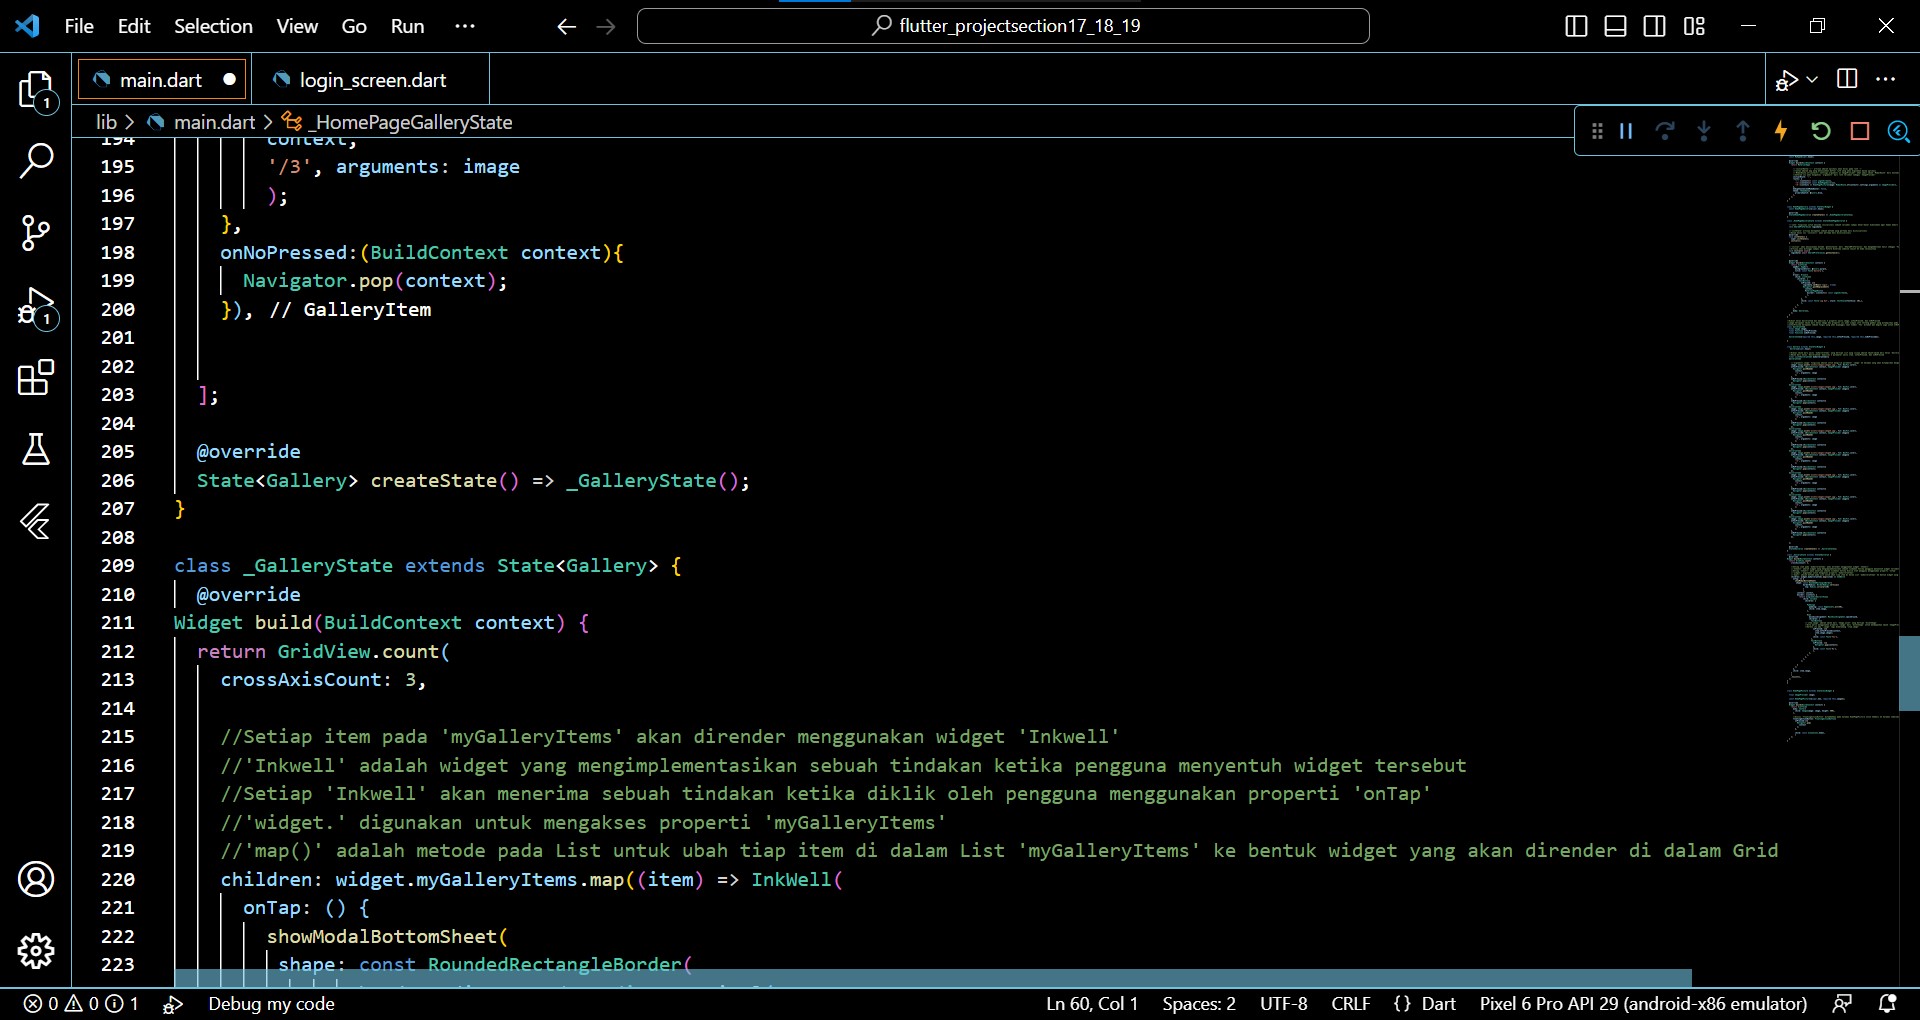 File Edit Selection View Go Run ···
flutter_projectsection17_18_19
main.dart
login_screen.dart
lib > main.dart > _HomePageGalleryState
194 context,
195 '/3', arguments: image
196 );
197 },
198 onNoPressed:(BuildContext context){
199 Navigator.pop(context);
200 }), // GalleryItem
201
202
203 ];
204
205 @override
206 State<Gallery> createState() => _GalleryState();
207 }
208
209 class _GalleryState extends State<Gallery> {
210 @override
211 Widget build(BuildContext context) {
212 return GridView.count(
213 crossAxisCount: 3,
214
215 //Setiap item pada 'myGalleryItems' akan dirender menggunakan widget 'Inkwell'
216 //'Inkwell' adalah widget yang mengimplementasikan sebuah tindakan ketika pengguna menyentuh widget tersebut
217 //Setiap 'Inkwell' akan menerima sebuah tindakan ketika diklik oleh pengguna menggunakan properti 'onTap'
218 //'widget.' digunakan untuk mengakses properti 'myGalleryItems'
219 //'map()' adalah metode pada List untuk ubah tiap item di dalam List 'myGalleryItems' ke bentuk widget yang akan dirender di dalam Grid
220 children: widget.myGalleryItems.map((item) => InkWell(
221 onTap: () {
222 showModalBottomSheet(
223 shape: const RoundedRectangleBorder(
1
1
0 0 1 Debug my code Ln 60, Col 1 Spaces: 2 UTF-8 CRLF {} Dart Pixel 6 Pro API 29 (android-x86 emulator)